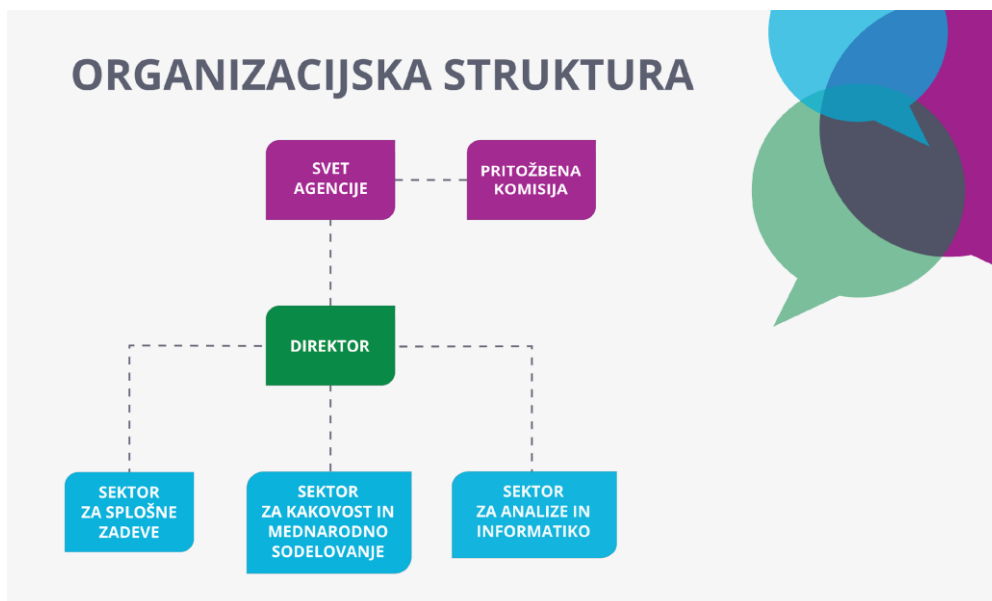 ORGANIZACIJSKA STRUKTURA
SVET
AGENCIJE
PRITOŽBENA
KOMISIJA
DIREKTOR
SEKTOR
ZA SPLOŠNE
ZADEVE
SEKTOR
ZA KAKOVOST IN
MEDNARODNO
SODELOVANJE
SEKTOR
ZA ANALIZE IN
INFORMATIKO